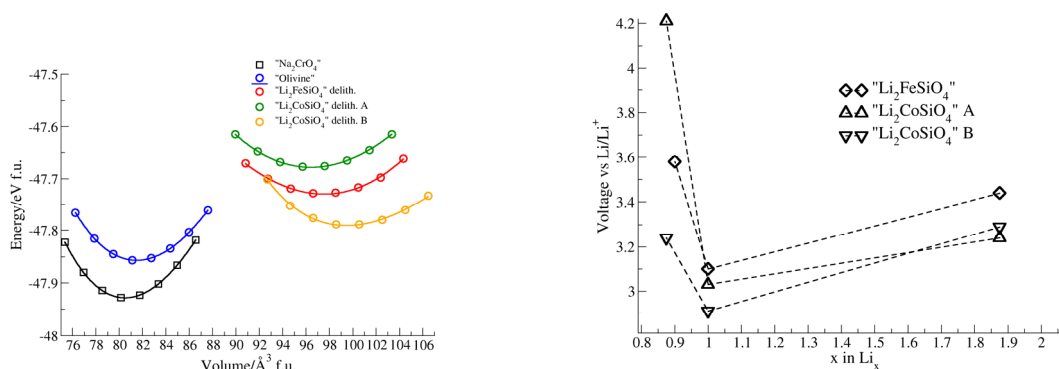 "Na₂CrO₄"
"Olivine"
"Li₂FeSiO₄" delith.
"Li₂CoSiO₄" delith. A
"Li₂CoSiO₄" delith. B
Energy/eV f.u.
-47.5
-47.6
-47.7
-47.8
-47.9
-48
76 78 80 82 84 86 88 90 92 94 96 98 100 102 104 106
Volume/Å³ f.u.
"Li₂FeSiO₄"
"Li₂CoSiO₄" A
"Li₂CoSiO₄" B
Voltage vs Li/Li⁺
4.2
4
3.8
3.6
3.4
3.2
3
0.8 0.9 1 1.1 1.2 1.3 1.4 1.5 1.6 1.7 1.8 1.9 2
x in Liₓ